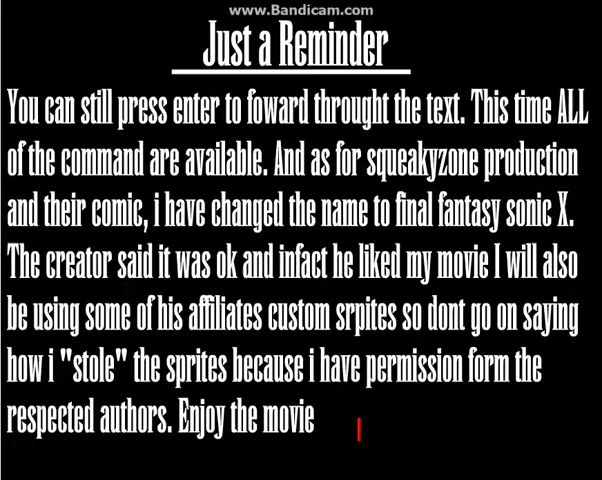 www.Bandicam.com
Just a Reminder
You can still press enter to foward throught the text. This time ALL
of the command are available. And as for squeakyzone production
and their comic, i have changed the name to final fantasy sonic X.
The creator said it was ok and infact he liked my movie I will also
be using some of his affiliates custom srpites so dont go on saying
how i "stole" the sprites because i have permission form the
respected authors. Enjoy the movie